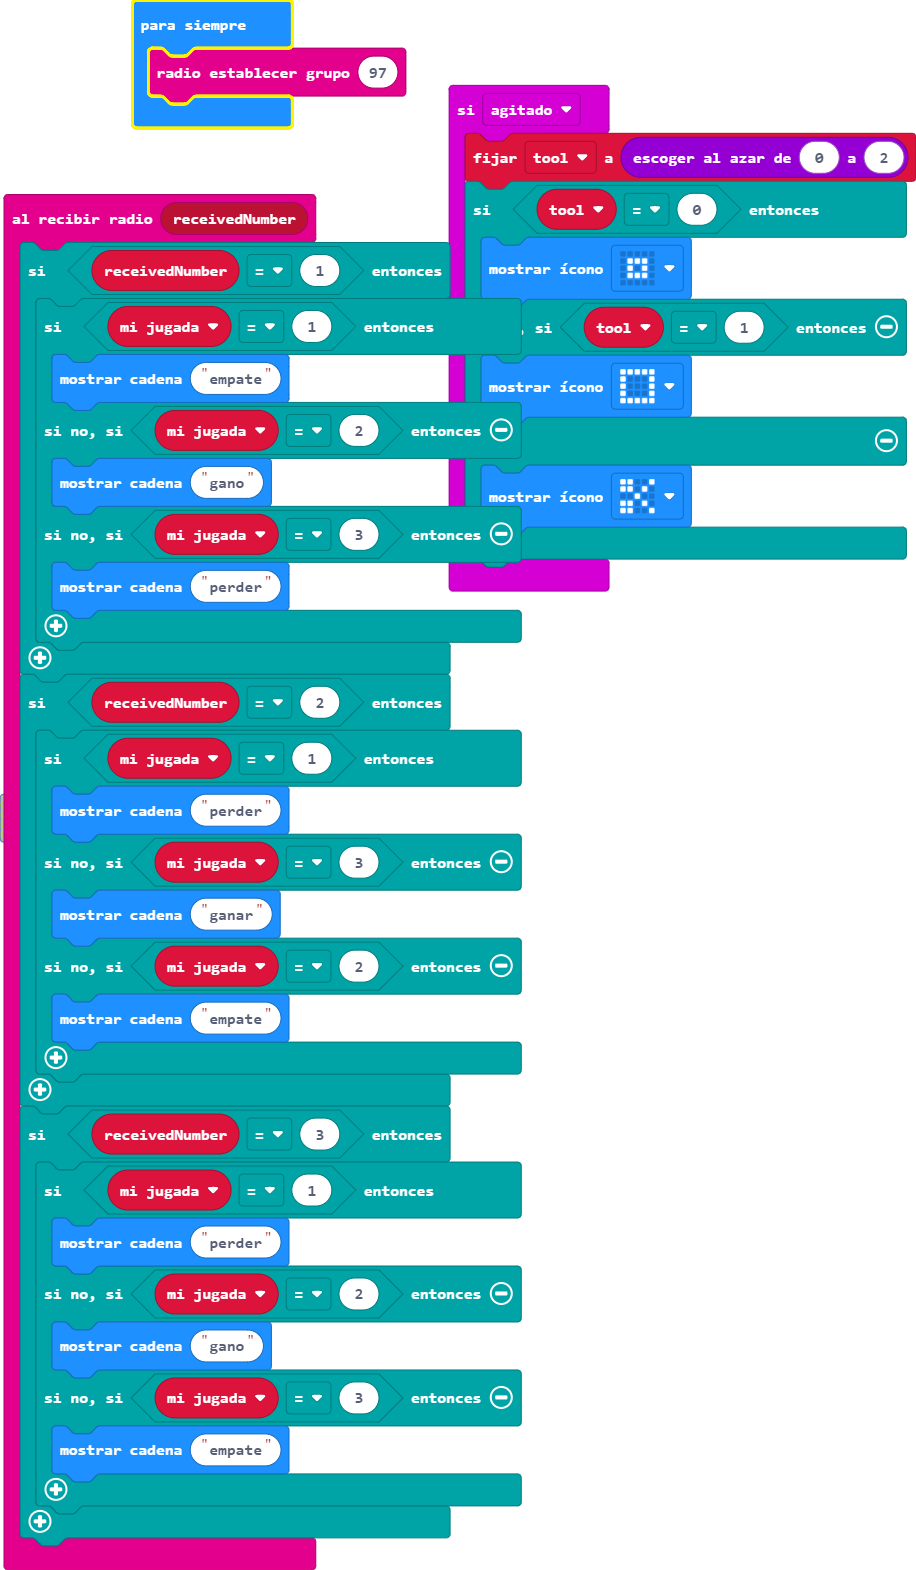 para siempre
radio establecer grupo 97
si agitado
fijar tool a escoger al azar de 0 a 2
si tool = 0 entonces
mostrar ícono
, si tool = 1 entonces
mostrar ícono
mostrar ícono
al recibir radio receivedNumber
si receivedNumber = 1 entonces
si mi jugada = 1 entonces
mostrar cadena "empate"
si no, si mi jugada = 2 entonces
mostrar cadena "gano"
si no, si mi jugada = 3 entonces
mostrar cadena "perder"
si receivedNumber = 2 entonces
si mi jugada = 1 entonces
mostrar cadena "perder"
si no, si mi jugada = 3 entonces
mostrar cadena "ganar"
si no, si mi jugada = 2 entonces
mostrar cadena "empate"
si receivedNumber = 3 entonces
si mi jugada = 1 entonces
mostrar cadena "perder"
si no, si mi jugada = 2 entonces
mostrar cadena "gano"
si no, si mi jugada = 3 entonces
mostrar cadena "empate"